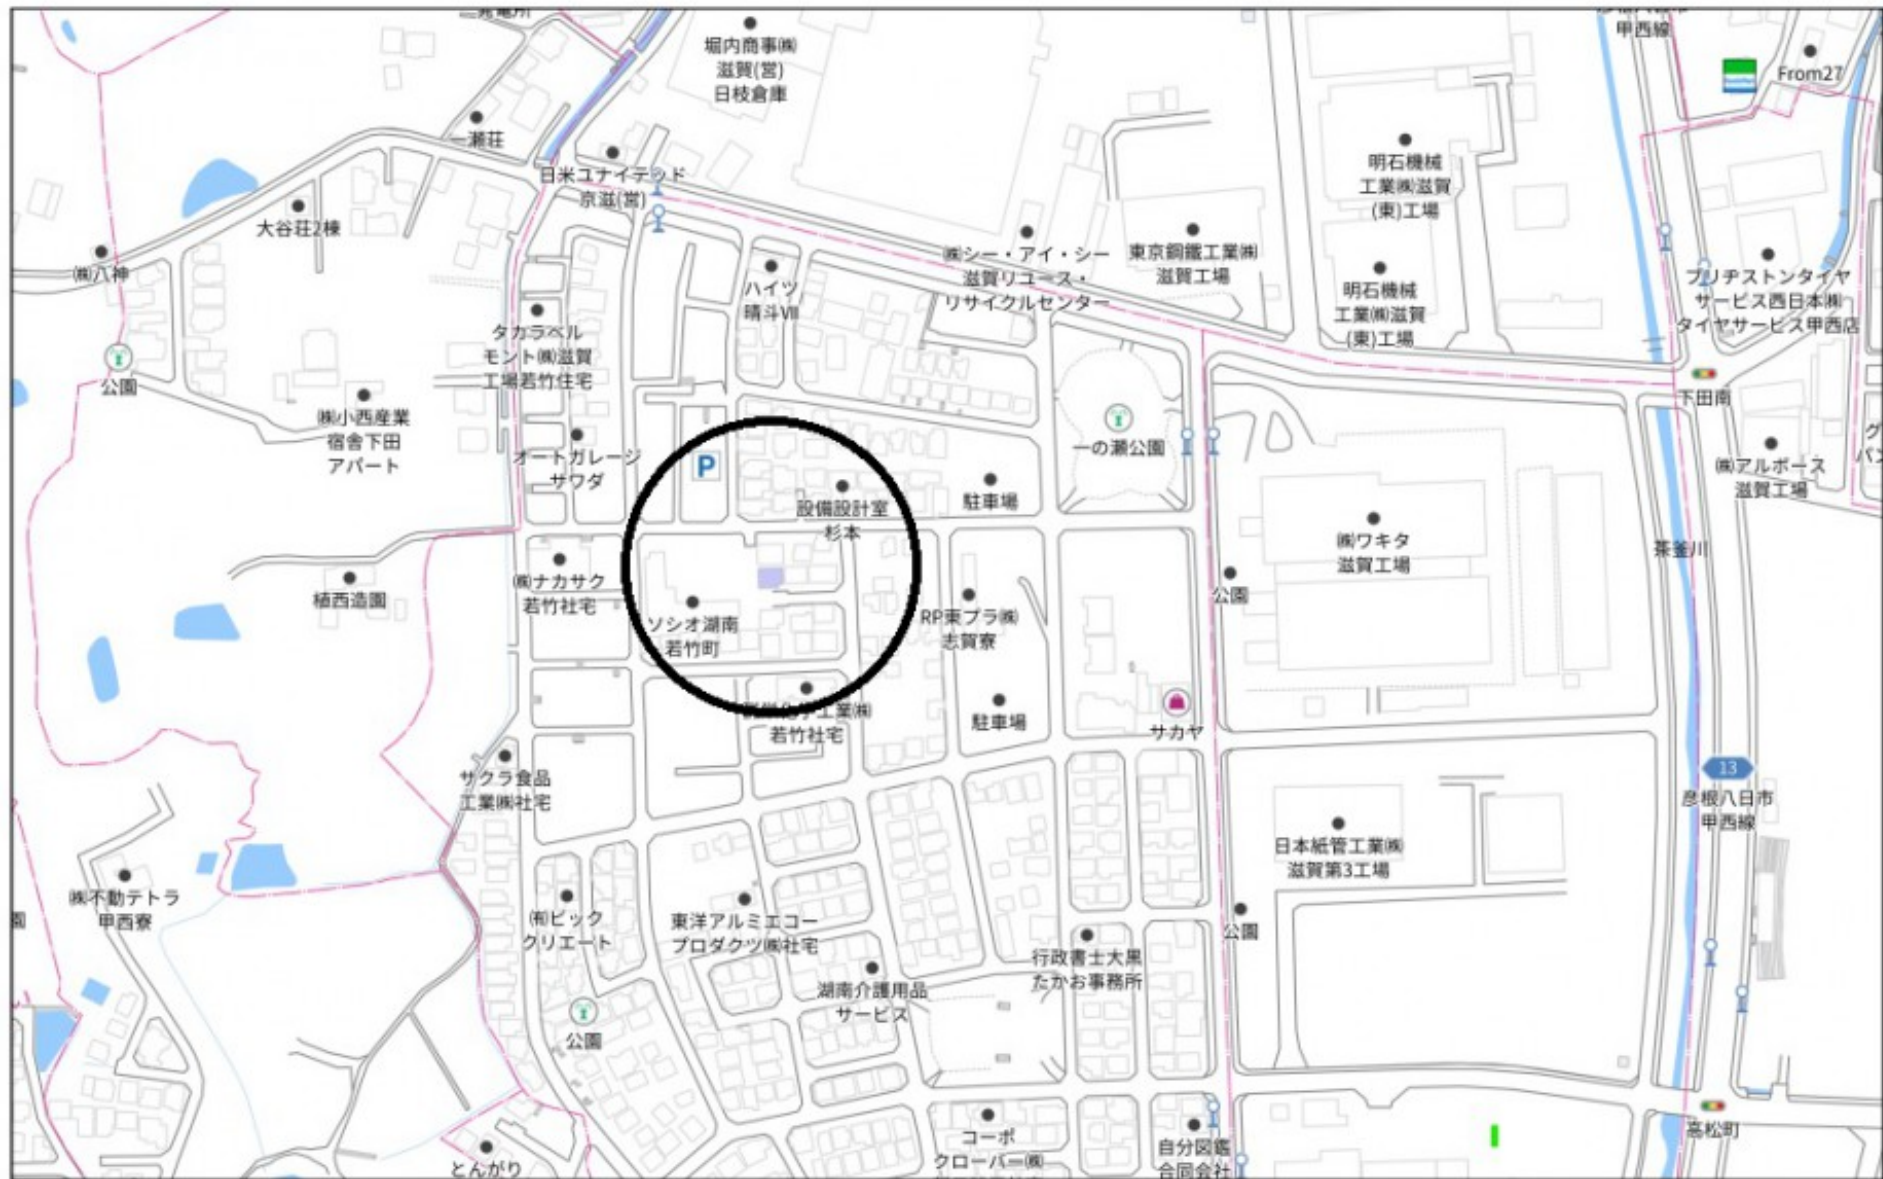 堀内商事㈱
滋賀(営)
日枝倉庫
甲西線
From27
一瀬荘
日米ユナイテッド
京滋(営)
明石機械
工業㈱滋賀
(東)工場
大谷荘2棟
㈱八神
㈱シー・アイ・シー
滋賀リユース・
リサイクルセンター
東京鋼鐵工業㈱
滋賀工場
明石機械
工業㈱滋賀
(東)工場
ブリヂストンタイヤ
サービス西日本㈱
タイヤサービス甲西店
ハイツ
晴斗Ⅶ
タカラベル
モント㈱滋賀
工場若竹住宅
公園
㈱小西産業
宿舎下田
アパート
下田南
オートガレージ
サワダ
P
一の瀬公園
㈱アルボース
滋賀工場
設備設計室
杉本
駐車場
㈱ワキタ
滋賀工場
茶釜川
植西造園
㈱ナカサク
若竹社宅
公園
ソシオ湖南
若竹町
RP東プラ㈱
志賀寮
駐車場
サカヤ
若竹社宅
サクラ食品
工業㈱社宅
13
彦根八日市
甲西線
日本紙管工業㈱
滋賀第3工場
㈱不動テトラ
甲西寮
園
㈲ビック
クリエート
東洋アルミエコー
プロダクツ㈱社宅
公園
行政書士大黒
たかお事務所
湖南介護用品
サービス
公園
高松町
コーポ
クローバー㈱
自分図鑑
合同会社
とんがり